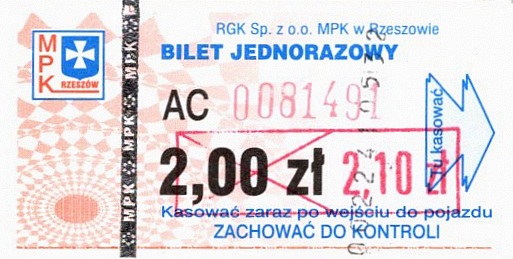 RGK Sp. z o.o. MPK w Rzeszowie
BILET JEDNORAZOWY
MPK
RZESZÓW
AC 0081491
2,00 zł 2,10 zł
tu kasować
Kasować zaraz po wejściu do pojazdu
ZACHOWAĆ DO KONTROLI
MPK MPK MPK MPK